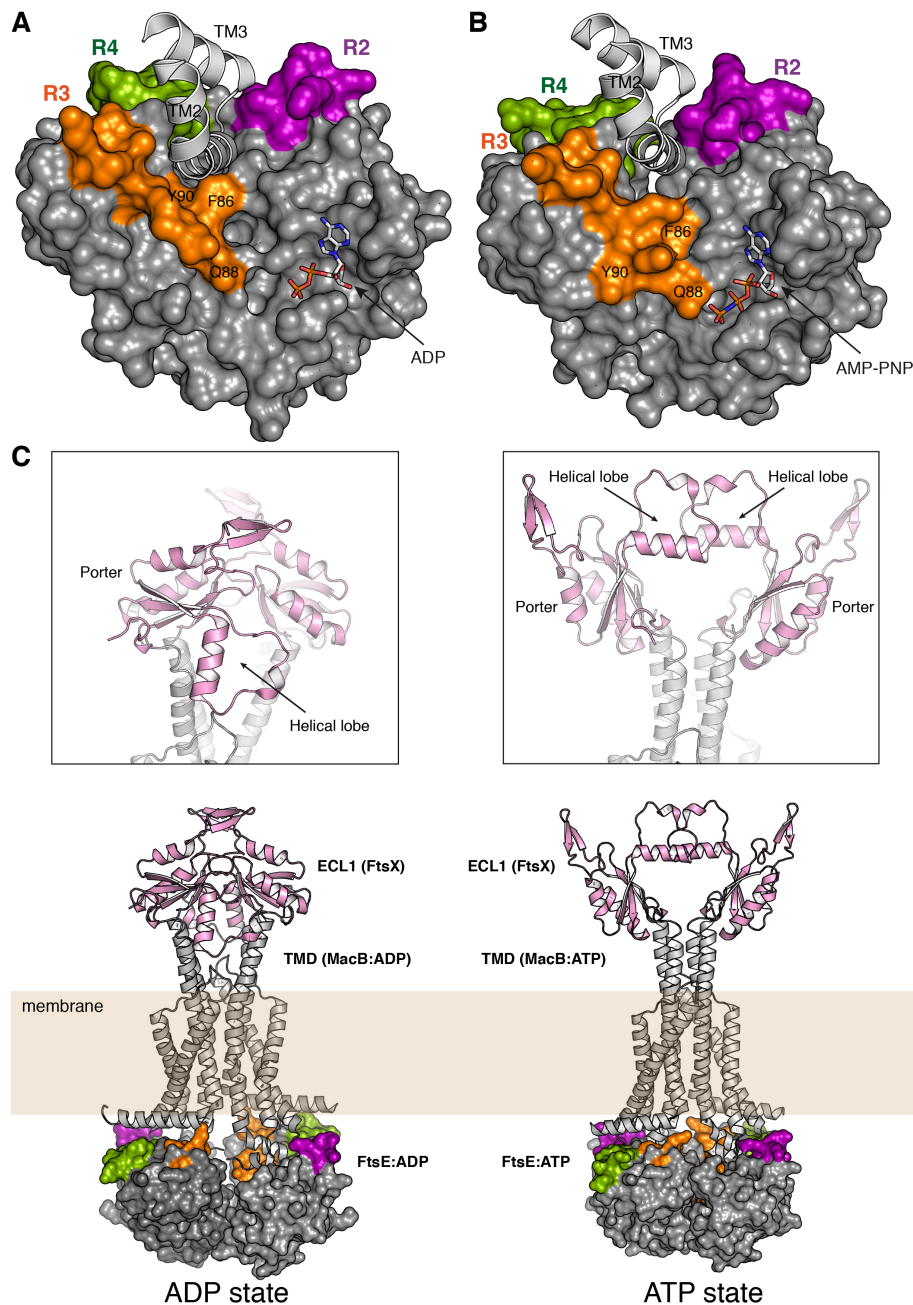 A
TM3
R4
R2
R3
TM2
Y90
F86
Q88
ADP
B
TM3
R4
R2
TM2
R3
F86
Y90
Q88
AMP-PNP
C
Porter
Helical lobe
Helical lobe
Helical lobe
Porter
Porter
ECL1 (FtsX)
ECL1 (FtsX)
TMD (MacB:ADP)
TMD (MacB:ATP)
membrane
FtsE:ADP
FtsE:ATP
ADP state
ATP state